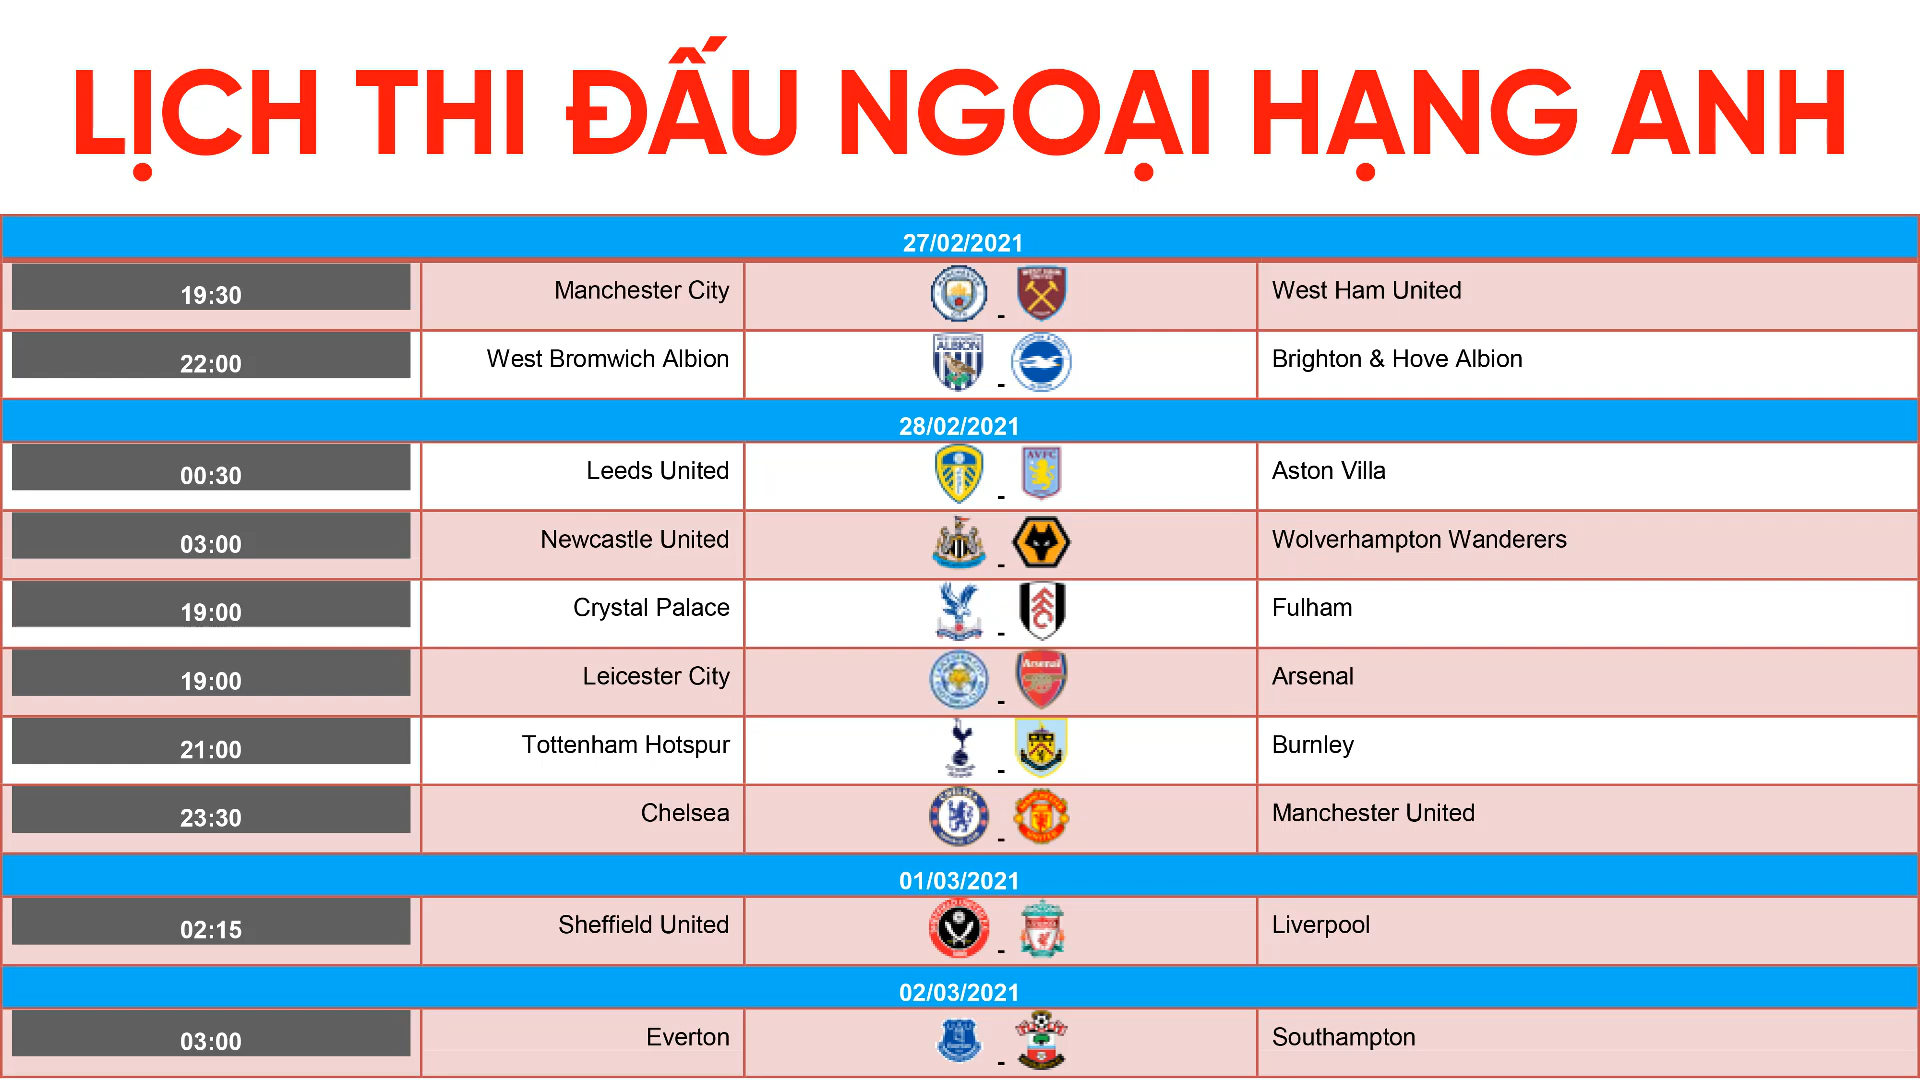 LỊCH THI ĐẤU NGOẠI HẠNG ANH
27/02/2021
19:30 Manchester City - West Ham United
22:00 West Bromwich Albion - Brighton & Hove Albion
28/02/2021
00:30 Leeds United - Aston Villa
03:00 Newcastle United - Wolverhampton Wanderers
19:00 Crystal Palace - Fulham
19:00 Leicester City - Arsenal
21:00 Tottenham Hotspur - Burnley
23:30 Chelsea - Manchester United
01/03/2021
02:15 Sheffield United - Liverpool
02/03/2021
03:00 Everton - Southampton